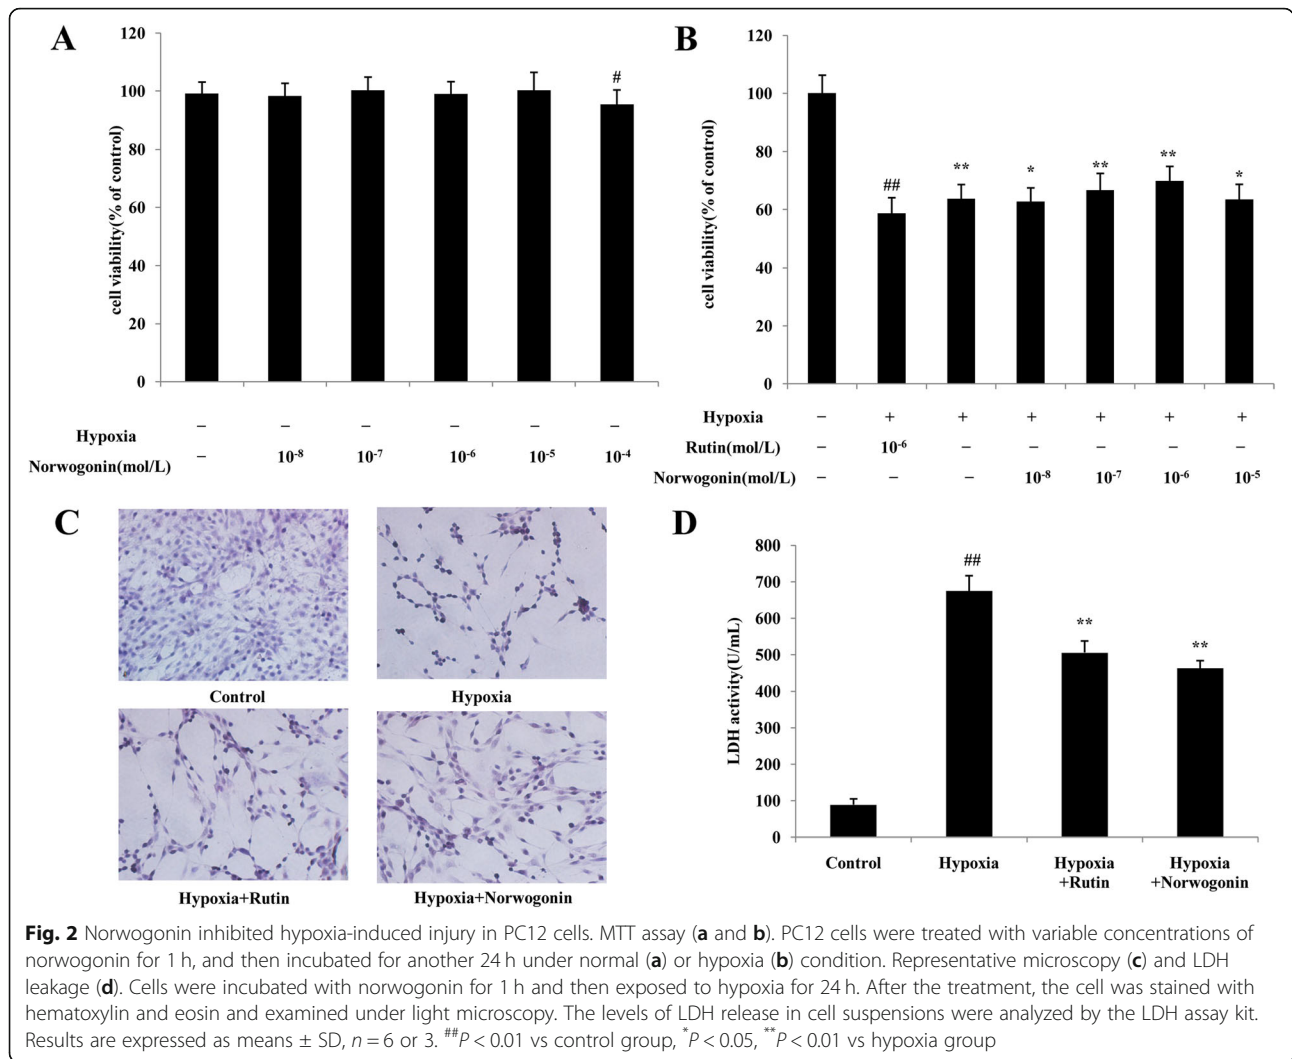 A
120
100
80
60
40
20
0
cell viability(% of control)
#
Hypoxia – – – – – –
Norwogonin(mol/L) – 10⁻⁸ 10⁻⁷ 10⁻⁶ 10⁻⁵ 10⁻⁴
B
120
100
80
60
40
20
0
cell viability(% of control)
## ** * ** ** *
Hypoxia – + + + + + +
Rutin(mol/L) – 10⁻⁶ – – – – –
Norwogonin(mol/L) – – – 10⁻⁸ 10⁻⁷ 10⁻⁶ 10⁻⁵
C
Control
Hypoxia
Hypoxia+Rutin
Hypoxia+Norwogonin
D
800
700
600
500
400
300
200
100
0
LDH activity(U/mL)
## ** **
Control
Hypoxia
Hypoxia
+Rutin
Hypoxia
+Norwogonin
Fig. 2 Norwogonin inhibited hypoxia-induced injury in PC12 cells. MTT assay (a and b). PC12 cells were treated with variable concentrations of
norwogonin for 1 h, and then incubated for another 24 h under normal (a) or hypoxia (b) condition. Representative microscopy (c) and LDH
leakage (d). Cells were incubated with norwogonin for 1 h and then exposed to hypoxia for 24 h. After the treatment, the cell was stained with
hematoxylin and eosin and examined under light microscopy. The levels of LDH release in cell suspensions were analyzed by the LDH assay kit.
Results are expressed as means ± SD, n = 6 or 3. ##P < 0.01 vs control group, *P < 0.05, **P < 0.01 vs hypoxia group